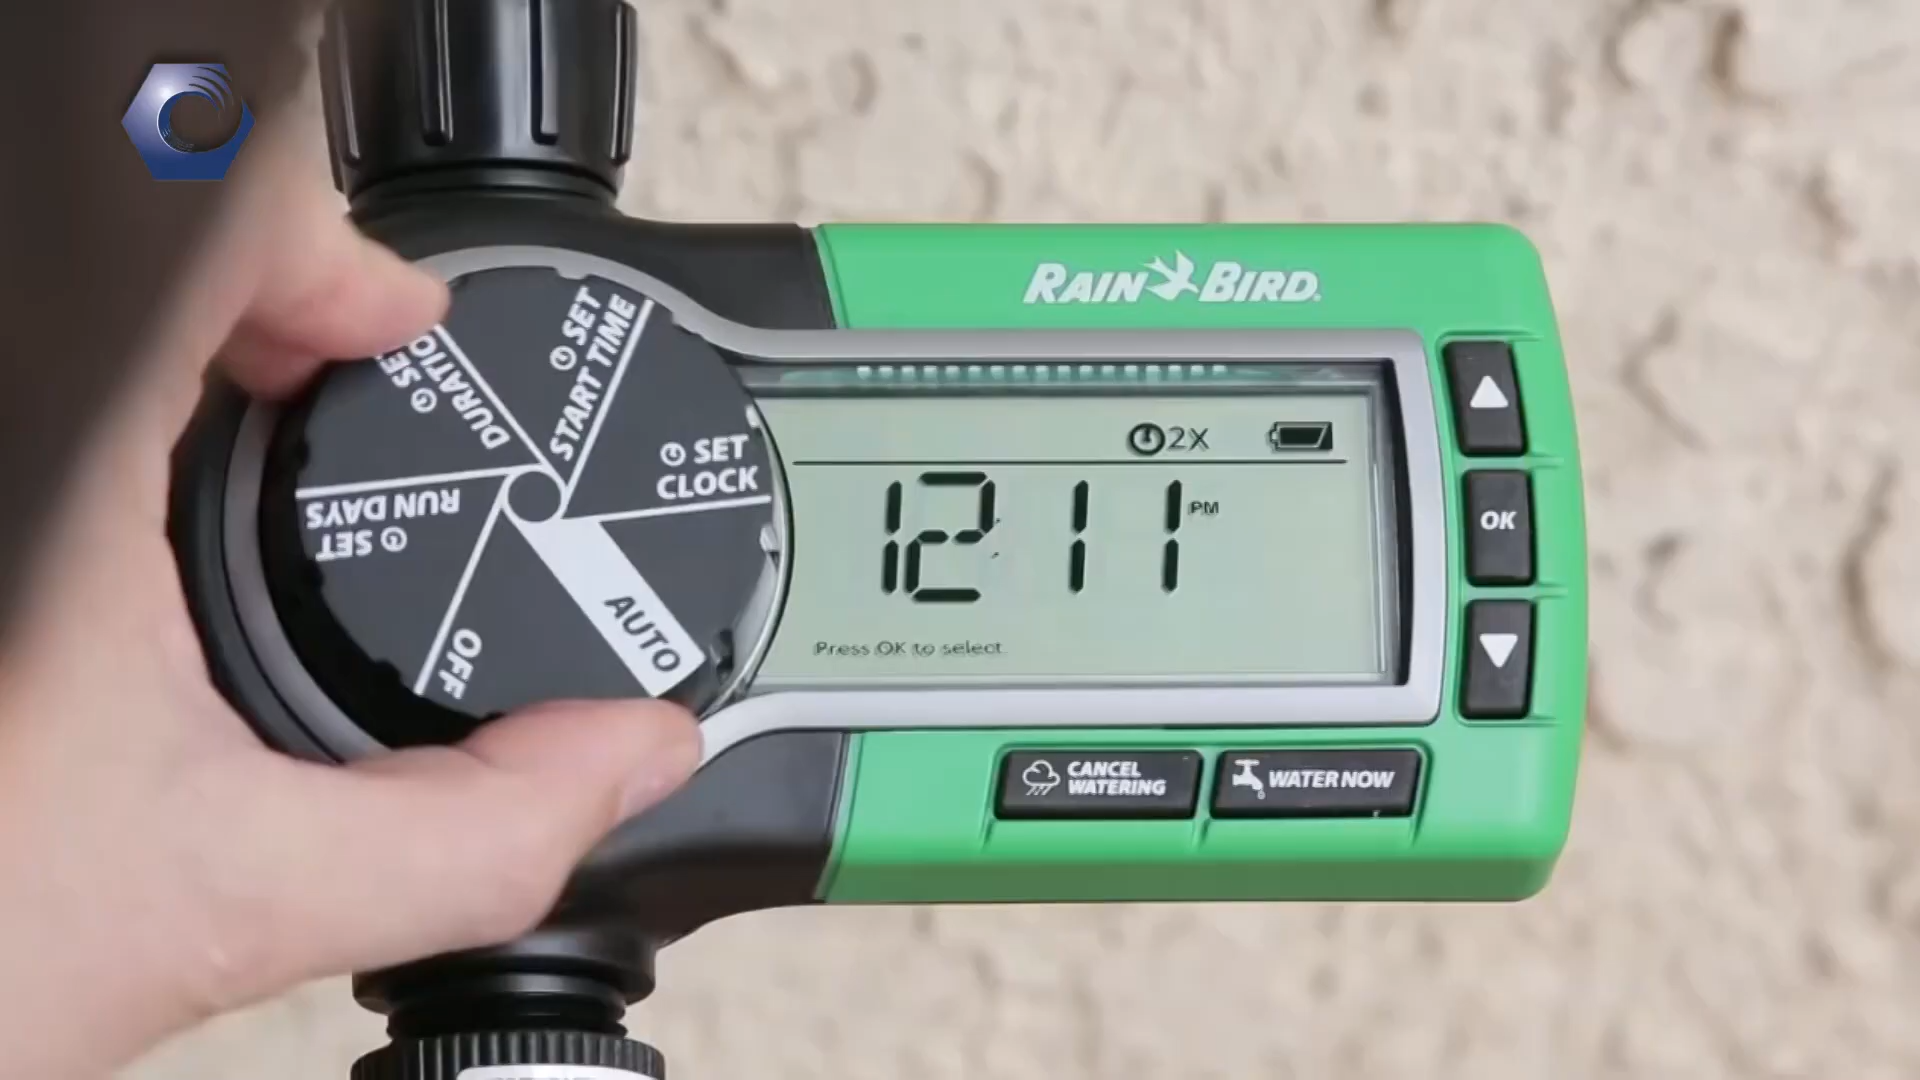 RAIN BIRD
SET
START TIME
SET
DURATIO
SET
CLOCK
SET
RUN DAYS
OFF
AUTO
2X
12 11 PM
Press OK to select
OK
CANCEL
WATERING
WATER NOW